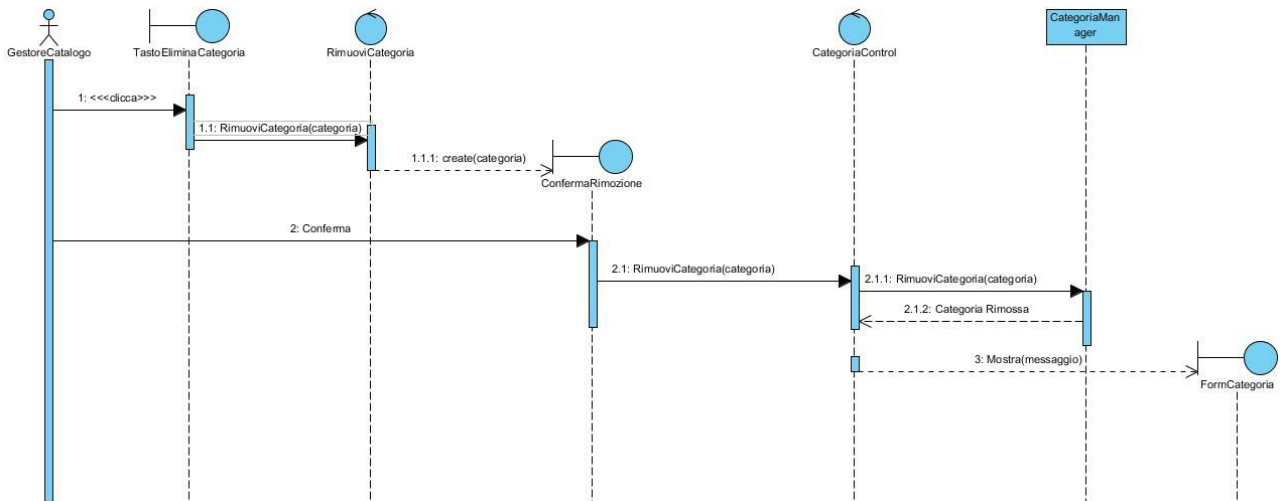 CategoriaMan
ager
GestoreCatalogo
TastoEliminaCategoria
RimuoviCategoria
CategoriaControl
1: <<<clicca>>>
1.1: RimuoviCategoria(categoria)
1.1.1: create(categoria)
ConfermaRimozione
2: Conferma
2.1: RimuoviCategoria(categoria)
2.1.1: RimuoviCategoria(categoria)
2.1.2: Categoria Rimossa
3: Mostra(messaggio)
FormCategoria